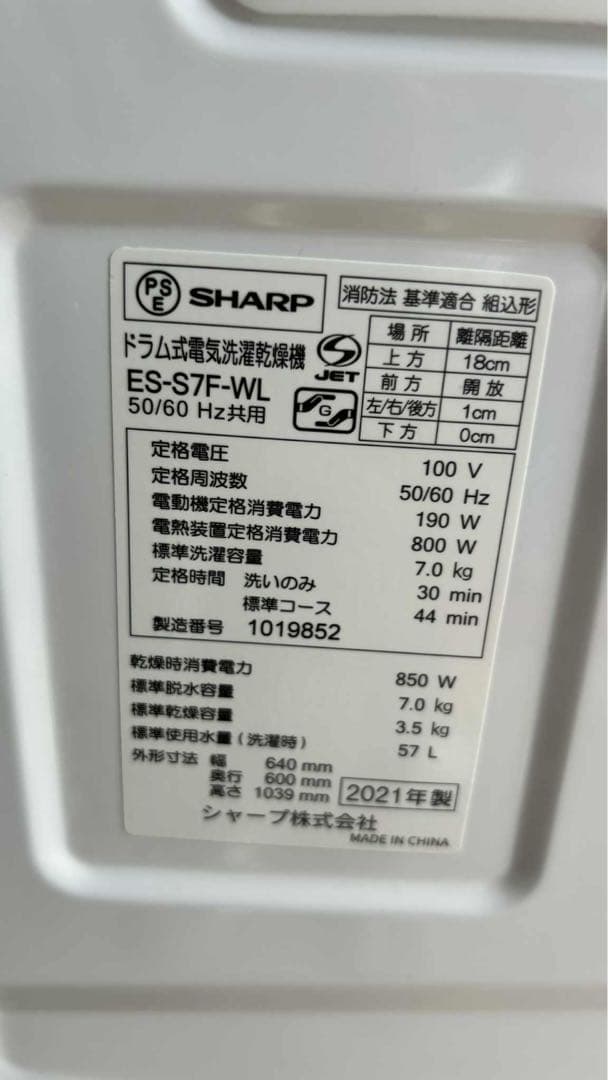 PSE SHARP
消防法 基準適合 組込形
ドラム式電気洗濯乾燥機
ES-S7F-WL
50/60 Hz共用
JET
G
場所 離隔距離
上方 18cm
前方 開放
左/右/後方 1cm
下方 0cm
定格電圧 100 V
定格周波数 50/60 Hz
電動機定格消費電力 190 W
電熱装置定格消費電力 800 W
標準洗濯容量 7.0 kg
定格時間 洗いのみ 30 min
標準コース 44 min
製造番号 1019852
乾燥時消費電力 850 W
標準脱水容量 7.0 kg
標準乾燥容量 3.5 kg
標準使用水量(洗濯時) 57 L
外形寸法 幅 640 mm
奥行 600 mm
高さ 1039 mm
2021年製
シャープ株式会社
MADE IN CHINA